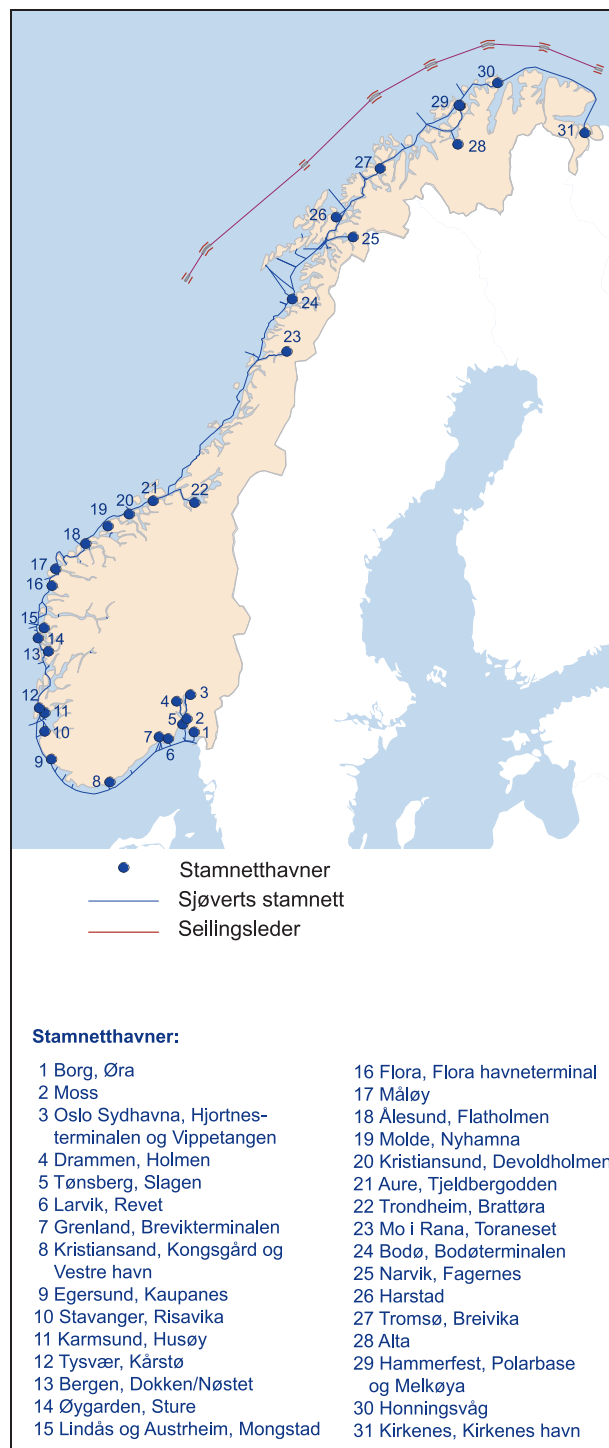 30
29
31
28
27
26
25
24
23
21
22
20
19
18
17
16
15
14
13
3
4
12
11
5
2
10
7
1
6
9
8
Stamnetthavner
Sjøverts stamnett
Seilingsleder
Stamnetthavner:
1 Borg, Øra
2 Moss
3 Oslo Sydhavna, Hjortnes-
terminalen og Vippetangen
4 Drammen, Holmen
5 Tønsberg, Slagen
6 Larvik, Revet
7 Grenland, Brevikterminalen
8 Kristiansand, Kongsgård og
Vestre havn
9 Egersund, Kaupanes
10 Stavanger, Risavika
11 Karmsund, Husøy
12 Tysvær, Kårstø
13 Bergen, Dokken/Nøstet
14 Øygarden, Sture
15 Lindås og Austrheim, Mongstad
16 Flora, Flora havneterminal
17 Måløy
18 Ålesund, Flatholmen
19 Molde, Nyhamna
20 Kristiansund, Devoldholmen
21 Aure, Tjeldbergodden
22 Trondheim, Brattøra
23 Mo i Rana, Toraneset
24 Bodø, Bodøterminalen
25 Narvik, Fagernes
26 Harstad
27 Tromsø, Breivika
28 Alta
29 Hammerfest, Polarbase
og Melkøya
30 Honningsvåg
31 Kirkenes, Kirkenes havn